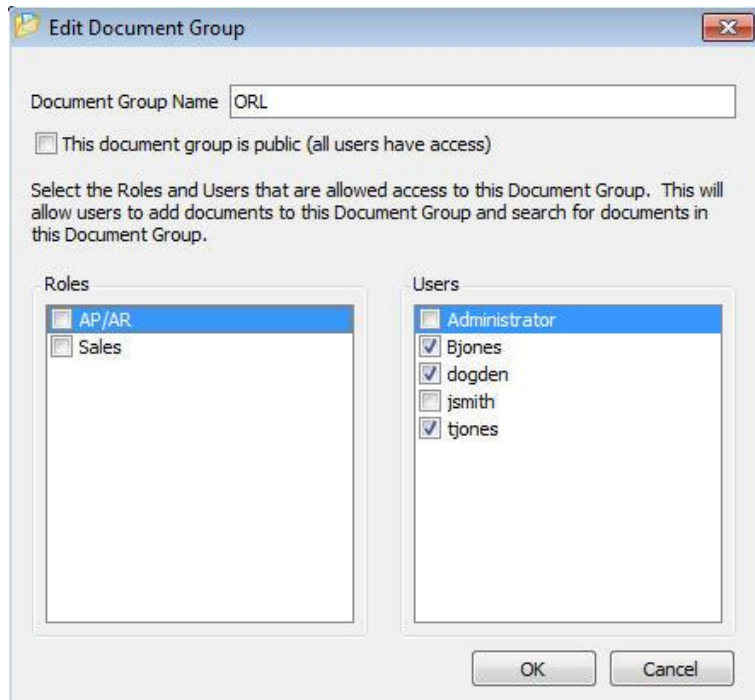 Edit Document Group
Document Group Name ORL
This document group is public (all users have access)
Select the Roles and Users that are allowed access to this Document Group. This will
allow users to add documents to this Document Group and search for documents in
this Document Group.
Roles
AP/AR
Sales
Users
Administrator
Bjones
dogden
jsmith
tjones
OK Cancel